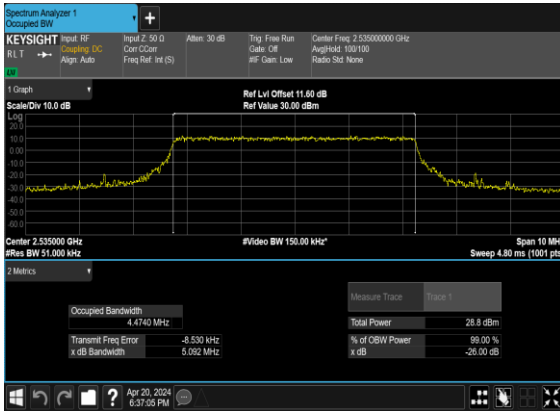 Spectrum Analyzer 1
Occupied BW
KEYSIGHT
R L T
Input: RF
Coupling: DC
Align: Auto
Input Z: 50 Ω
Corr CCorr
Freq Ref: Int (S)
Atten: 30 dB
Trig: Free Run
Gate: Off
#IF Gain: Low
Center Freq: 2.535000000 GHz
Avg|Hold: 100/100
Radio Std: None
1 Graph
Scale/Div 10.0 dB
Ref Lvl Offset 11.60 dB
Ref Value 30.00 dBm
Log
20.0
10.0
0.00
-10.0
-20.0
-30.0
-40.0
-50.0
-60.0
Center 2.535000 GHz
#Video BW 150.00 kHz*
Span 10 MH
#Res BW 51.000 kHz
Sweep 4.80 ms (1001 pts
2 Metrics
Measure Trace
Trace 1
Occupied Bandwidth
4.4740 MHz
Total Power
28.8 dBm
Transmit Freq Error
-8.530 kHz
% of OBW Power
99.00 %
x dB Bandwidth
5.092 MHz
x dB
-26.00 dB
Apr 20, 2024
6:37:05 PM